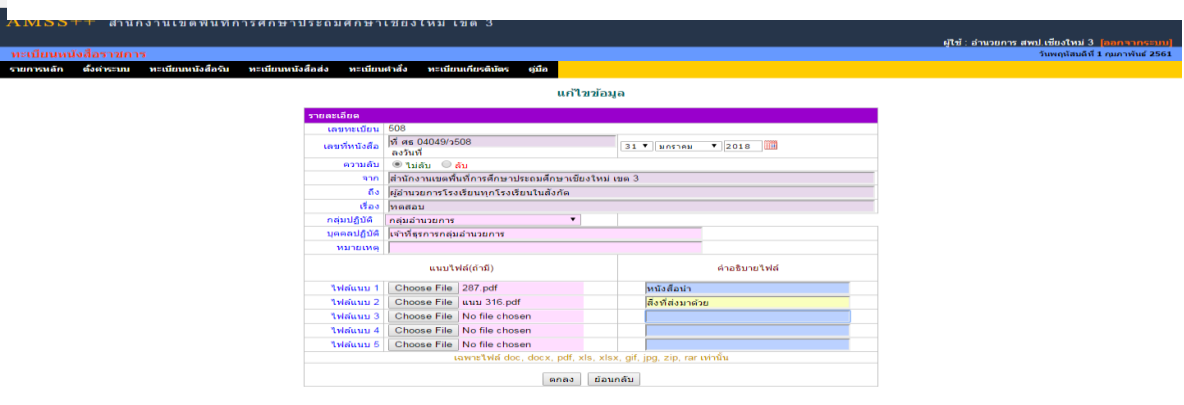 AMSS++ สำนักงานเขตพื้นที่การศึกษาประถมศึกษาเชียงใหม่ เขต 3
ผู้ใช้ : อำนวยการ สพป.เชียงใหม่ 3 [ออกจากระบบ]
ทะเบียนหนังสือราชการ วันพฤหัสบดีที่ 1 กุมภาพันธ์ 2561
รายการหลัก ตั้งค่าระบบ ทะเบียนหนังสือรับ ทะเบียนหนังสือส่ง ทะเบียนคำสั่ง ทะเบียนเกียรติบัตร คู่มือ
แก้ไขข้อมูล
รายละเอียด
เลขทะเบียน 508
เลขที่หนังสือ ที่ ศธ 04049/ว508
ลงวันที่ 31 มกราคม 2018
ความลับ ไม่ลับ ลับ
จาก สำนักงานเขตพื้นที่การศึกษาประถมศึกษาเชียงใหม่ เขต 3
ถึง ผู้อำนวยการโรงเรียนทุกโรงเรียนในสังกัด
เรื่อง ทดสอบ
กลุ่มปฏิบัติ กลุ่มอำนวยการ
บุคคลปฏิบัติ เจ้าที่ธุรการกลุ่มอำนวยการ
หมายเหตุ
แนบไฟล์(ถ้ามี) คำอธิบายไฟล์
ไฟล์แนบ 1 Choose File 287.pdf หนังสือนำ
ไฟล์แนบ 2 Choose File แนบ 316.pdf สิ่งที่ส่งมาด้วย
ไฟล์แนบ 3 Choose File No file chosen
ไฟล์แนบ 4 Choose File No file chosen
ไฟล์แนบ 5 Choose File No file chosen
เฉพาะไฟล์ doc, docx, pdf, xls, xlsx, gif, jpg, zip, rar เท่านั้น
ตกลง ย้อนกลับ